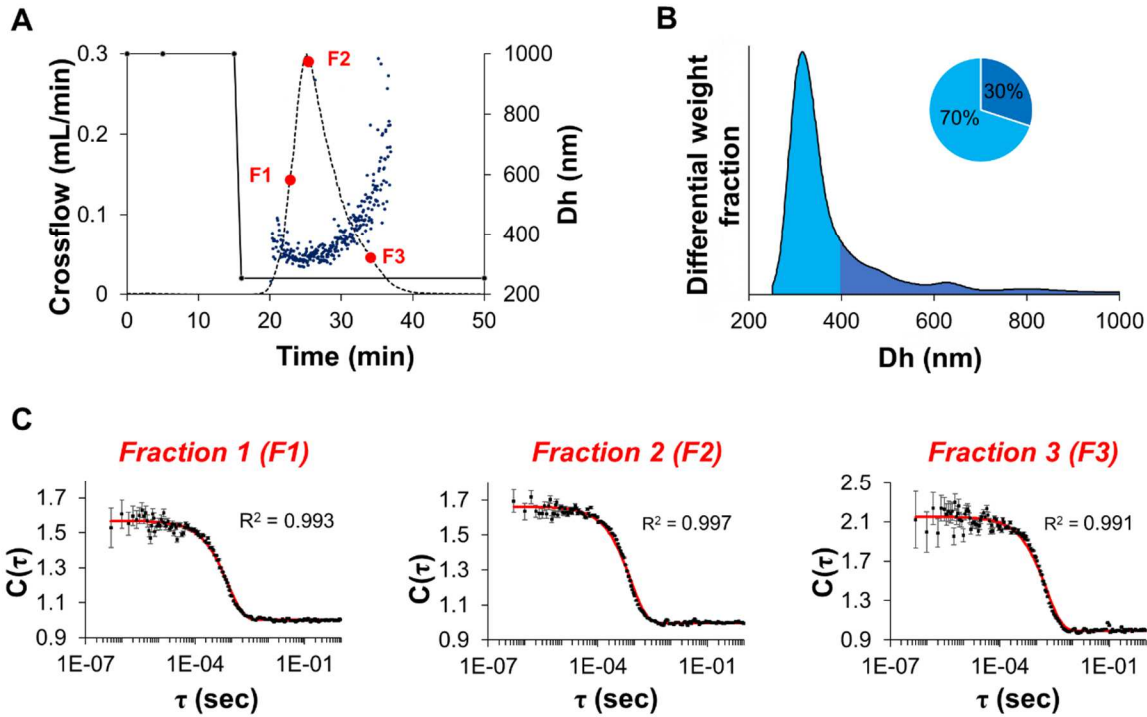 A
Crossflow (mL/min)
0.3
0.2
0.1
0
F1
F2
F3
1000
800
600
400
200
Dh (nm)
0 10 20 30 40 50
Time (min)
B
Differential weight
fraction
30%
70%
200 400 600 800 1000
Dh (nm)
C
Fraction 1 (F1)
C(τ)
1.7
1.5
1.3
1.1
0.9
R² = 0.993
1E-07 1E-04 1E-01
τ (sec)
Fraction 2 (F2)
C(τ)
1.7
1.5
1.3
1.1
0.9
R² = 0.997
1E-07 1E-04 1E-01
τ (sec)
Fraction 3 (F3)
C(τ)
2.5
2.1
1.7
1.3
0.9
R² = 0.991
1E-07 1E-04 1E-01
τ (sec)